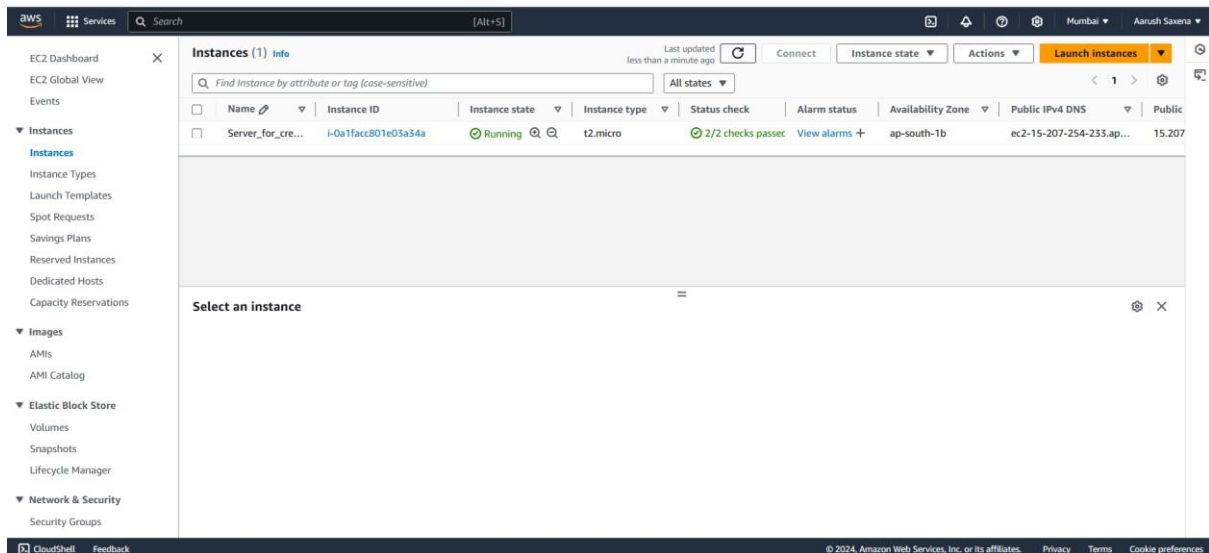 aws Services Search [Alt+S] Mumbai Aarush Saxena
EC2 Dashboard
EC2 Global View
Events
Instances
Instances
Instance Types
Launch Templates
Spot Requests
Savings Plans
Reserved Instances
Dedicated Hosts
Capacity Reservations
Images
AMIs
AMI Catalog
Elastic Block Store
Volumes
Snapshots
Lifecycle Manager
Network & Security
Security Groups
Instances (1) Info
Last updated
less than a minute ago
Connect Instance state Actions Launch instances
Find Instance by attribute or tag (case-sensitive) All states 1
Name Instance ID Instance state Instance type Status check Alarm status Availability Zone Public IPv4 DNS Public
Server_for_cre... i-0a1facc801e03a34a Running t2.micro 2/2 checks passec View alarms + ap-south-1b ec2-15-207-254-233.ap... 15.207
Select an instance
CloudShell Feedback © 2024, Amazon Web Services, Inc. or its affiliates. Privacy Terms Cookie preferences